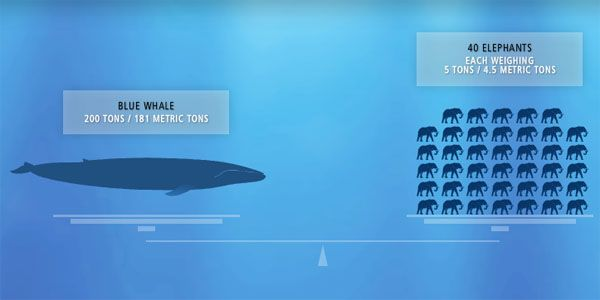 BLUE WHALE
200 TONS / 181 METRIC TONS
40 ELEPHANTS
EACH WEIGHING
5 TONS / 4.5 METRIC TONS